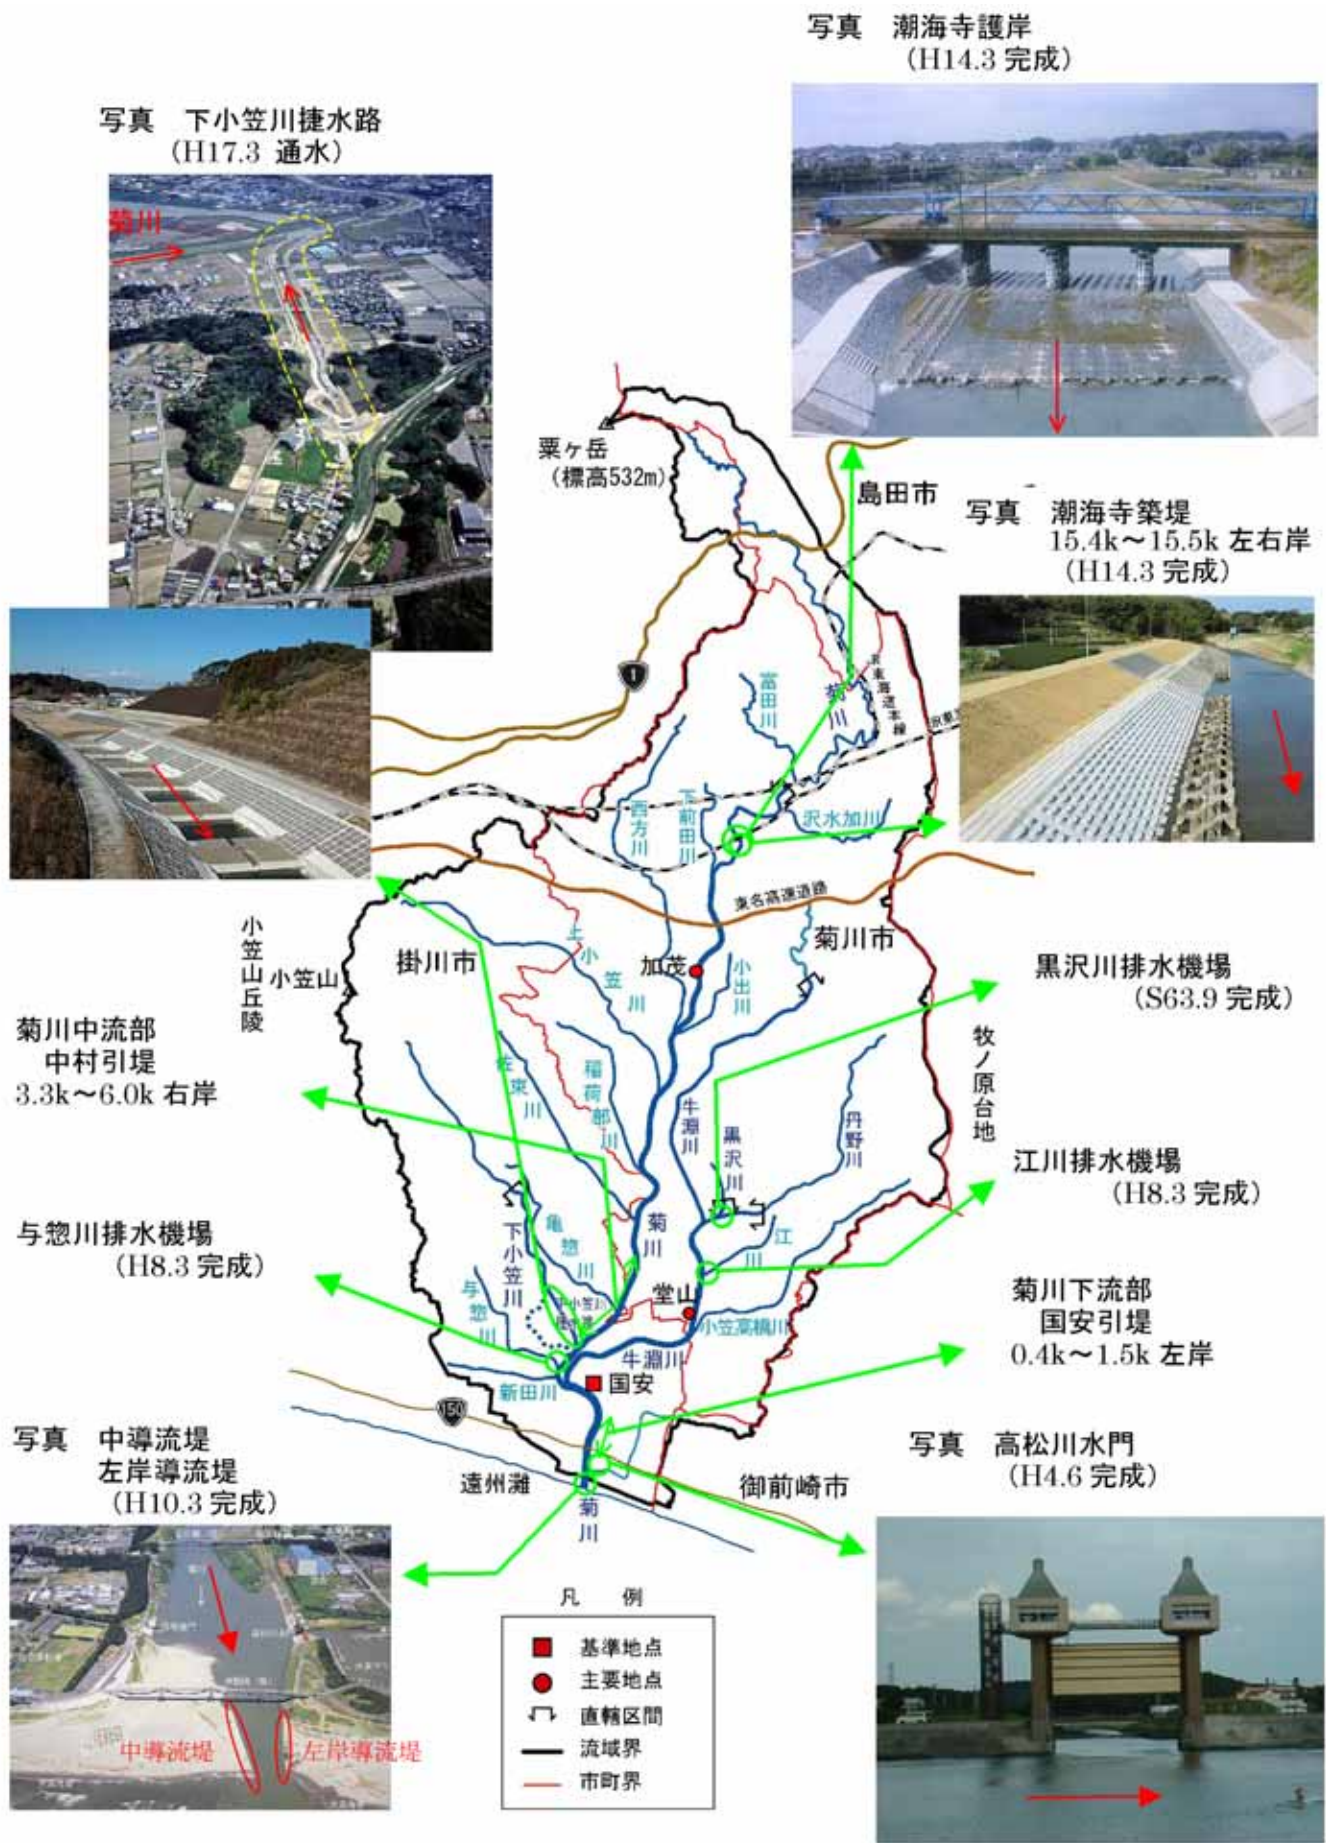 写真 潮海寺護岸
(H14.3 完成)
写真 下小笠川捷水路
(H17.3 通水)
菊川
粟ヶ岳
(標高532m)
島田市
写真 潮海寺築堤
15.4k～15.5k 左右岸
(H14.3 完成)
1
富田川
菊川
東海道本線
西方川
下前田川
沢水加川
東名高速道路
小笠山丘陵
小笠山
掛川市
上小笠川
加茂
小出川
菊川市
黒沢川排水機場
(S63.9 完成)
菊川中流部
中村引堤
3.3k～6.0k 右岸
佐束川
稲荷部川
牛淵川
黒沢川
丹野川
牧ノ原台地
江川排水機場
(H8.3 完成)
与惣川排水機場
(H8.3 完成)
下小笠川
亀惣川
菊川
江川
与惣川
下小笠川
捷水路
堂山
小笠高橋川
菊川下流部
国安引堤
0.4k～1.5k 左岸
牛淵川
新田川
国安
150
写真 中導流堤
左岸導流堤
(H10.3 完成)
遠州灘
菊川
御前崎市
写真 高松川水門
(H4.6 完成)
中導流堤
左岸導流堤
凡 例
基準地点
主要地点
直轄区間
流域界
市町界